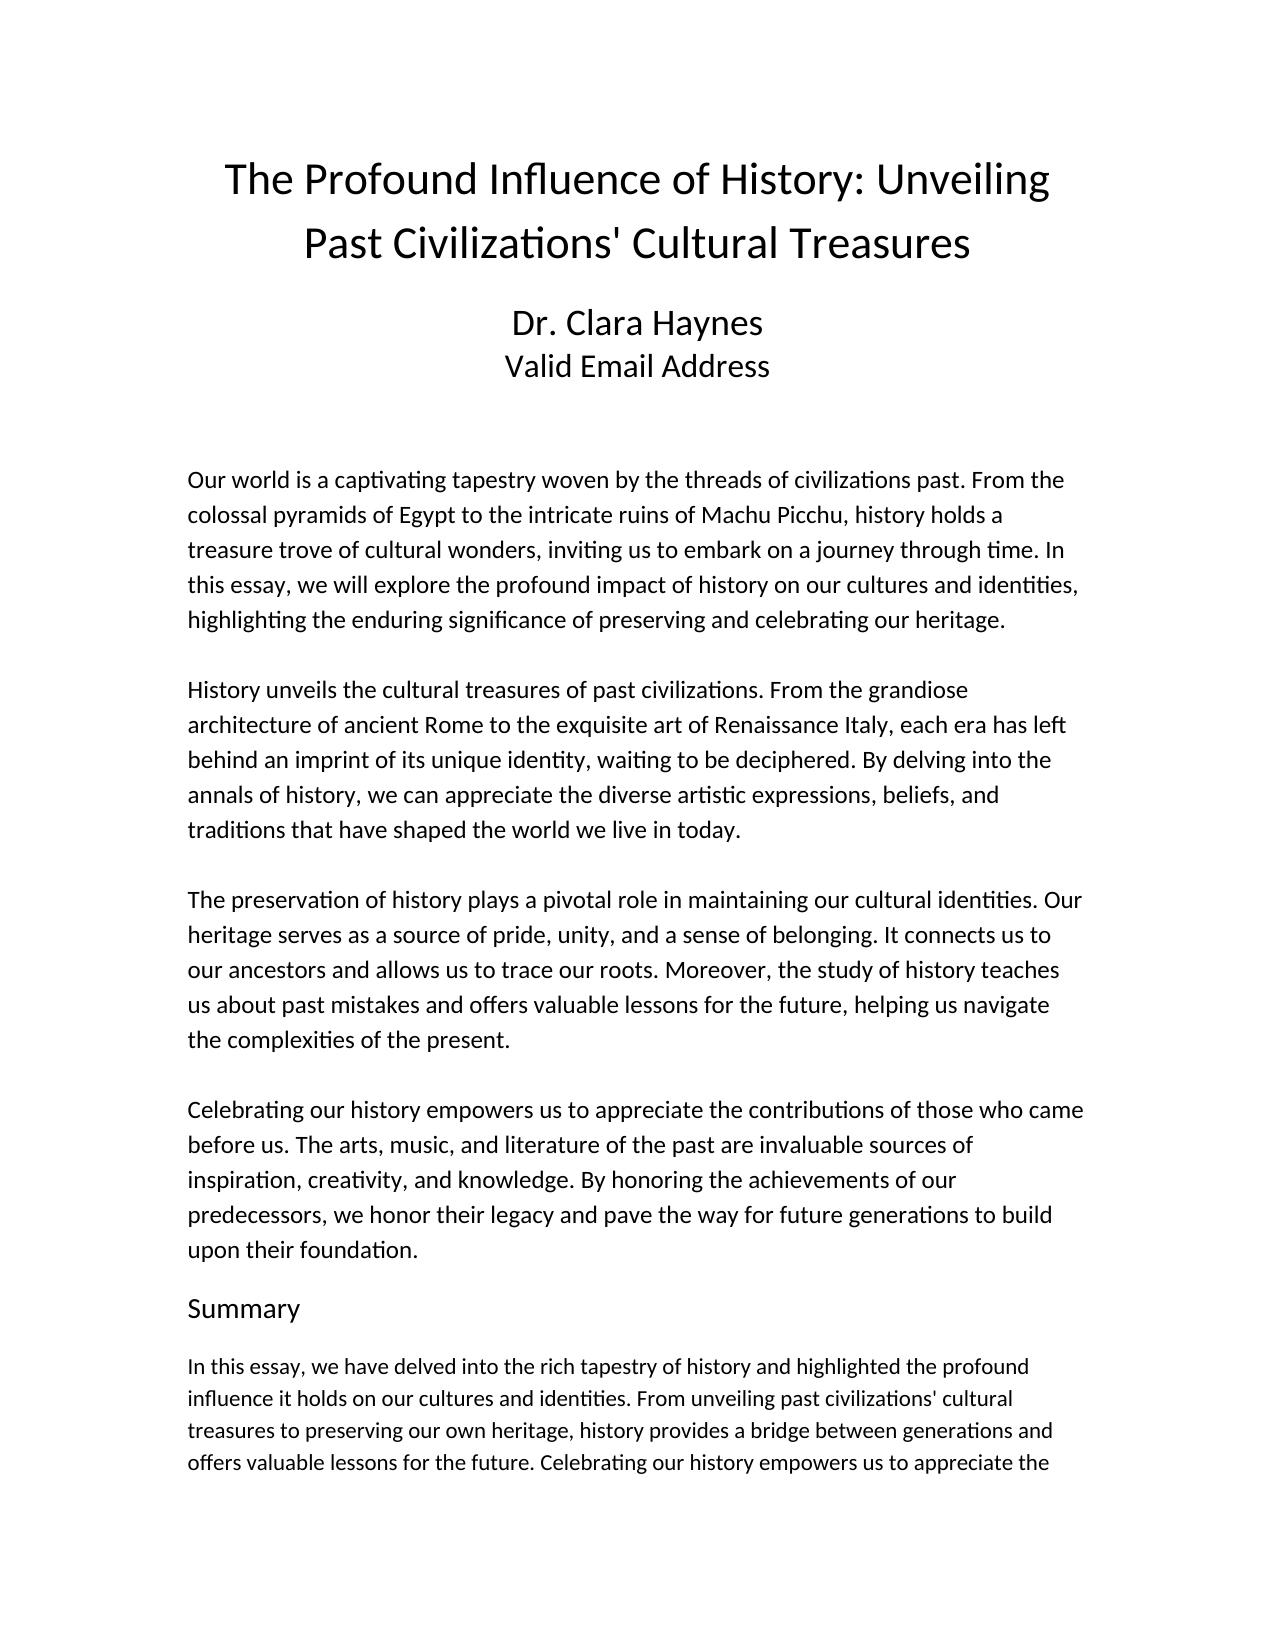 The Profound Influence of History: Unveiling
Past Civilizations' Cultural Treasures
Dr. Clara Haynes
Valid Email Address
Our world is a captivating tapestry woven by the threads of civilizations past. From the
colossal pyramids of Egypt to the intricate ruins of Machu Picchu, history holds a
treasure trove of cultural wonders, inviting us to embark on a journey through time. In
this essay, we will explore the profound impact of history on our cultures and identities,
highlighting the enduring significance of preserving and celebrating our heritage.
History unveils the cultural treasures of past civilizations. From the grandiose
architecture of ancient Rome to the exquisite art of Renaissance Italy, each era has left
behind an imprint of its unique identity, waiting to be deciphered. By delving into the
annals of history, we can appreciate the diverse artistic expressions, beliefs, and
traditions that have shaped the world we live in today.
The preservation of history plays a pivotal role in maintaining our cultural identities. Our
heritage serves as a source of pride, unity, and a sense of belonging. It connects us to
our ancestors and allows us to trace our roots. Moreover, the study of history teaches
us about past mistakes and offers valuable lessons for the future, helping us navigate
the complexities of the present.
Celebrating our history empowers us to appreciate the contributions of those who came
before us. The arts, music, and literature of the past are invaluable sources of
inspiration, creativity, and knowledge. By honoring the achievements of our
predecessors, we honor their legacy and pave the way for future generations to build
upon their foundation.
Summary
In this essay, we have delved into the rich tapestry of history and highlighted the profound
influence it holds on our cultures and identities. From unveiling past civilizations' cultural
treasures to preserving our own heritage, history provides a bridge between generations and
offers valuable lessons for the future. Celebrating our history empowers us to appreciate the